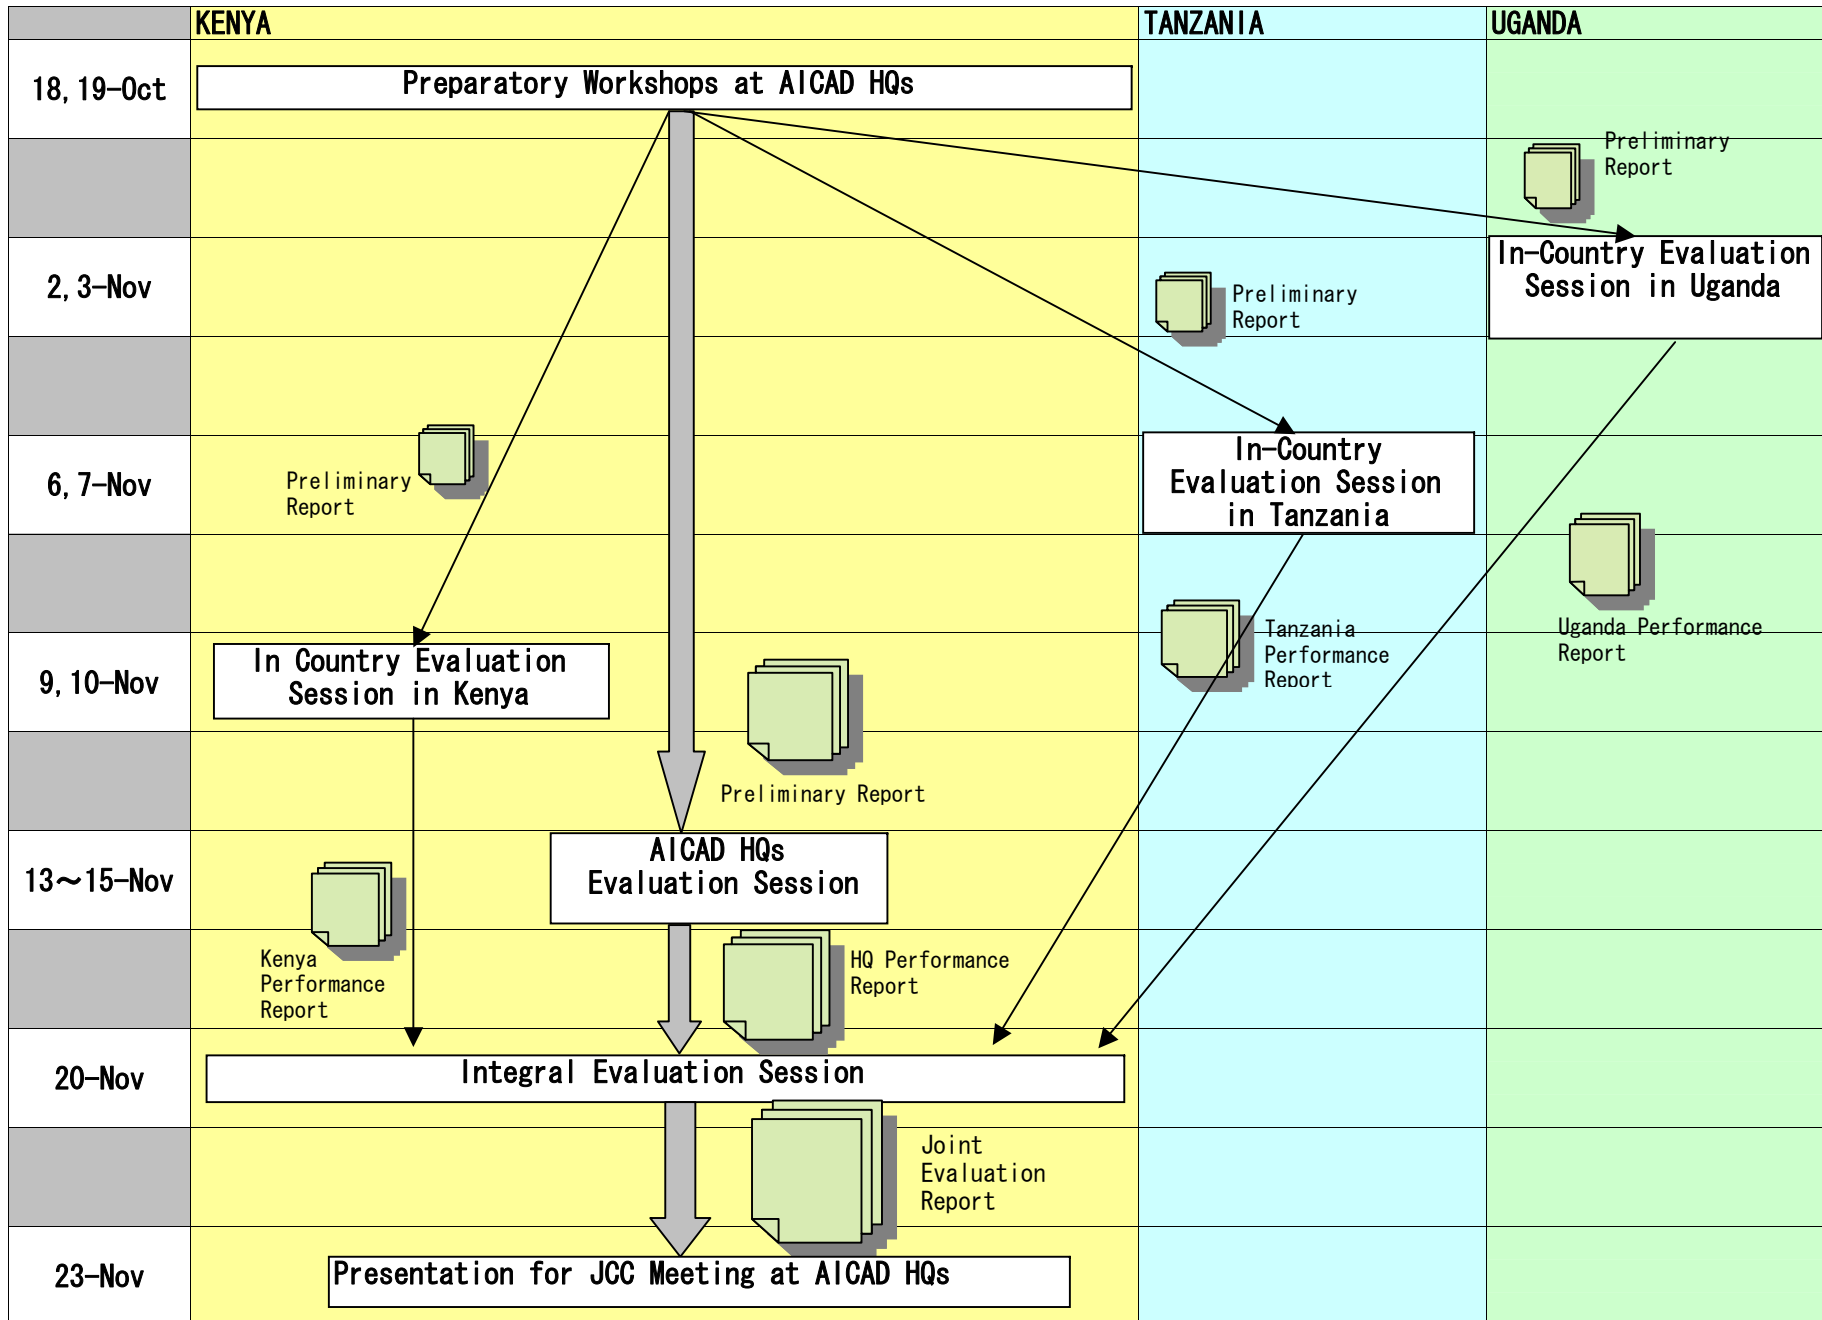 KENYA
TANZANIA
UGANDA
18,19-Oct
Preparatory Workshops at AICAD HQs
Preliminary
Report
2,3-Nov
In-Country Evaluation
Session in Uganda
Preliminary
Report
6,7-Nov
Preliminary
Report
In-Country
Evaluation Session
in Tanzania
Tanzania
Performance
Report
Uganda Performance
Report
9,10-Nov
In Country Evaluation
Session in Kenya
Preliminary Report
13～15-Nov
AICAD HQs
Evaluation Session
Kenya
Performance
Report
HQ Performance
Report
20-Nov
Integral Evaluation Session
Joint
Evaluation
Report
23-Nov
Presentation for JCC Meeting at AICAD HQs